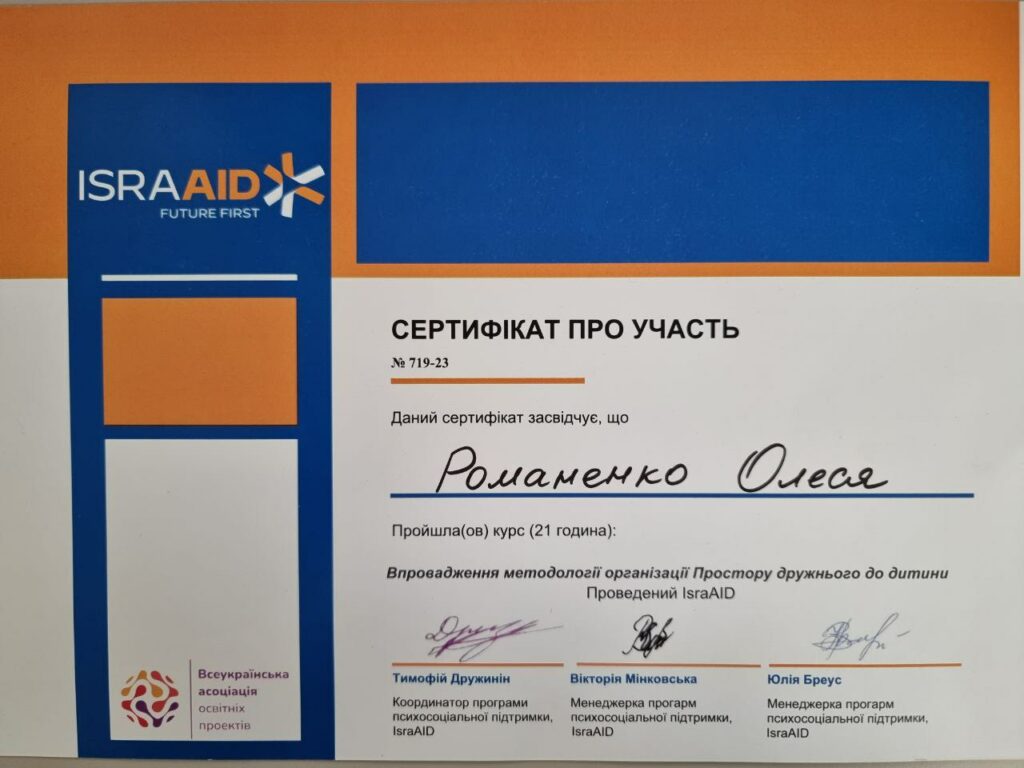 ISRAAID
FUTURE FIRST
СЕРТИФІКАТ ПРО УЧАСТЬ
№ 719-23
Даний сертифікат засвідчує, що
Романенко Олеся
Пройшла(ов) курс (21 година):
Впровадження методології організації Простору дружнього до дитини
Проведений IsraAID
Тимофій Дружинін
Координатор програми
психосоціальної підтримки,
IsraAID
Вікторія Мінковська
Менеджерка прогарм
психосоціальної підтримки,
IsraAID
Юлія Бреус
Менеджерка прогарм
психосоціальної підтримки,
IsraAID
Всеукраїнська
асоціація
освітніх
проектів